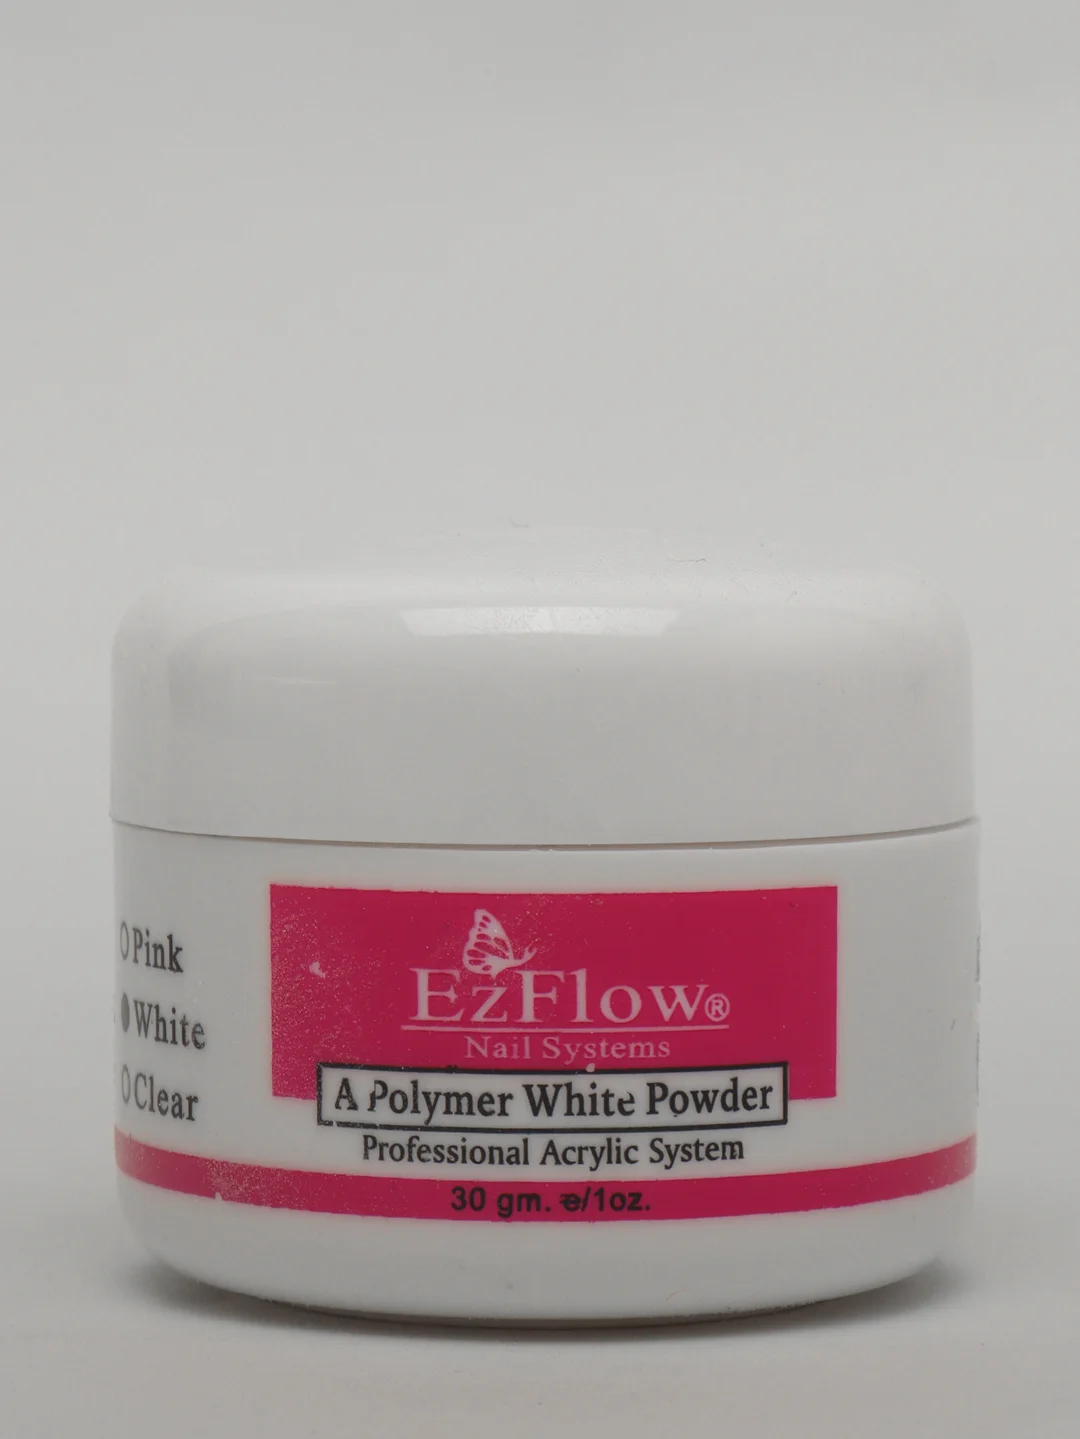 EzFlow®
Nail Systems
A Polymer White Powder
Professional Acrylic System
30 gm. e/1oz.
Pink
White
Clear